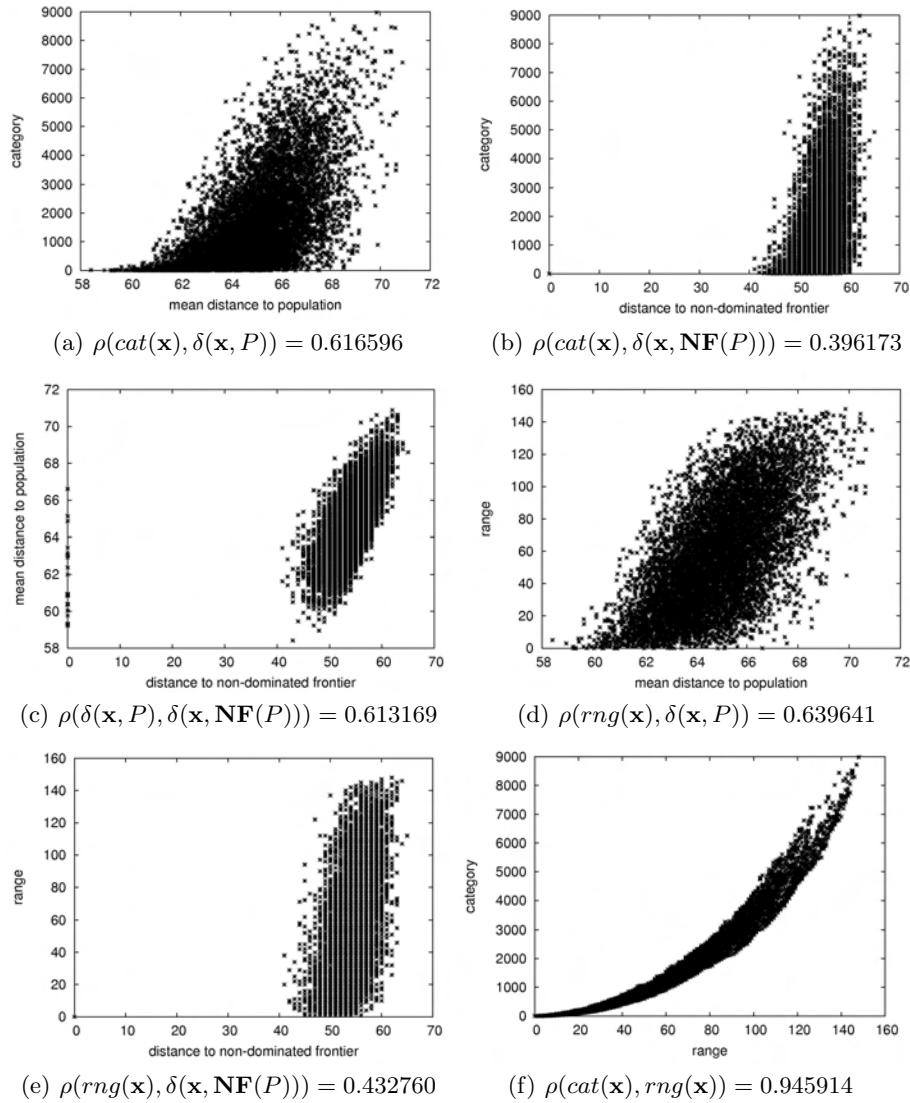 9000
8000
7000
6000
5000
4000
3000
2000
1000
0
category
58 60 62 64 66 68 70 72
mean distance to population
(a) ρ(cat(x), δ(x, P)) = 0.616596
9000
8000
7000
6000
5000
4000
3000
2000
1000
0
category
0 10 20 30 40 50 60 70
distance to non-dominated frontier
(b) ρ(cat(x), δ(x, NF(P))) = 0.396173
72
70
68
66
64
62
60
58
mean distance to population
0 10 20 30 40 50 60 70
distance to non-dominated frontier
(c) ρ(δ(x, P), δ(x, NF(P))) = 0.613169
160
140
120
100
80
60
40
20
0
range
58 60 62 64 66 68 70 72
mean distance to population
(d) ρ(rng(x), δ(x, P)) = 0.639641
160
140
120
100
80
60
40
20
0
range
0 10 20 30 40 50 60 70
distance to non-dominated frontier
(e) ρ(rng(x), δ(x, NF(P))) = 0.432760
9000
8000
7000
6000
5000
4000
3000
2000
1000
0
category
0 20 40 60 80 100 120 140 160
range
(f) ρ(cat(x), rng(x)) = 0.945914